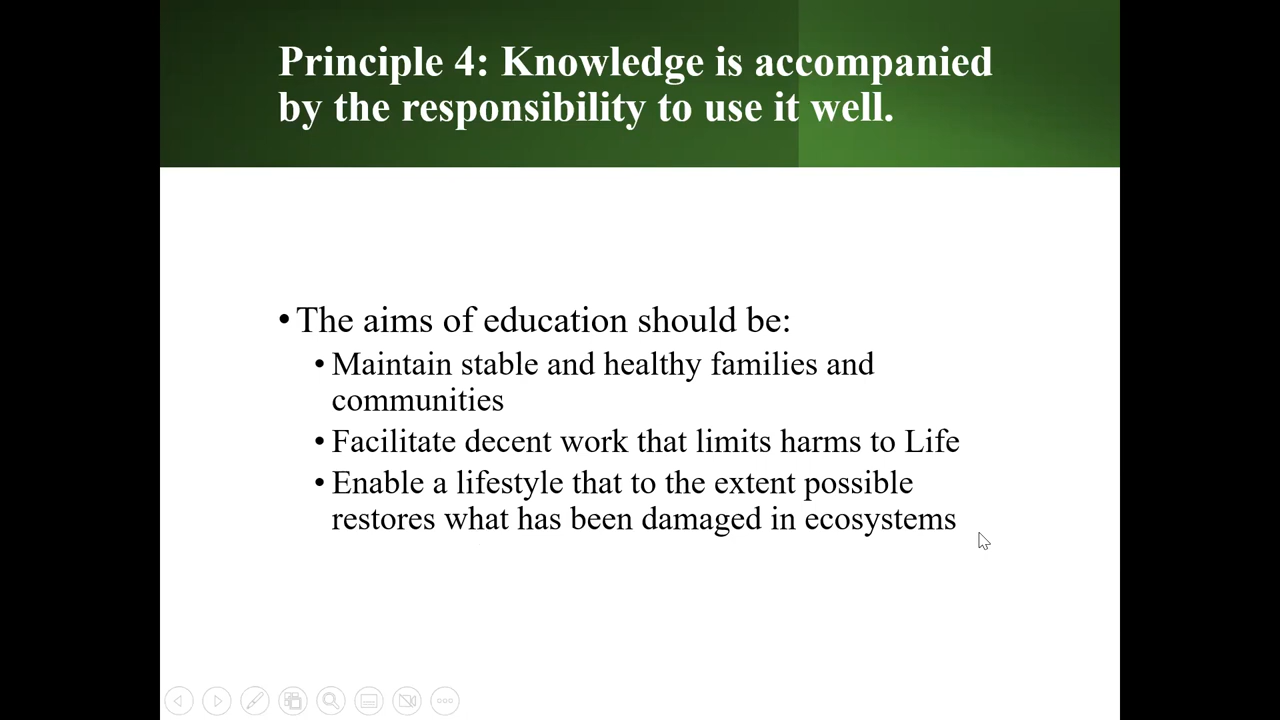 Principle 4: Knowledge is accompanied
by the responsibility to use it well.
•The aims of education should be:
•Maintain stable and healthy families and
communities
•Facilitate decent work that limits harms to Life
•Enable a lifestyle that to the extent possible
restores what has been damaged in ecosystems